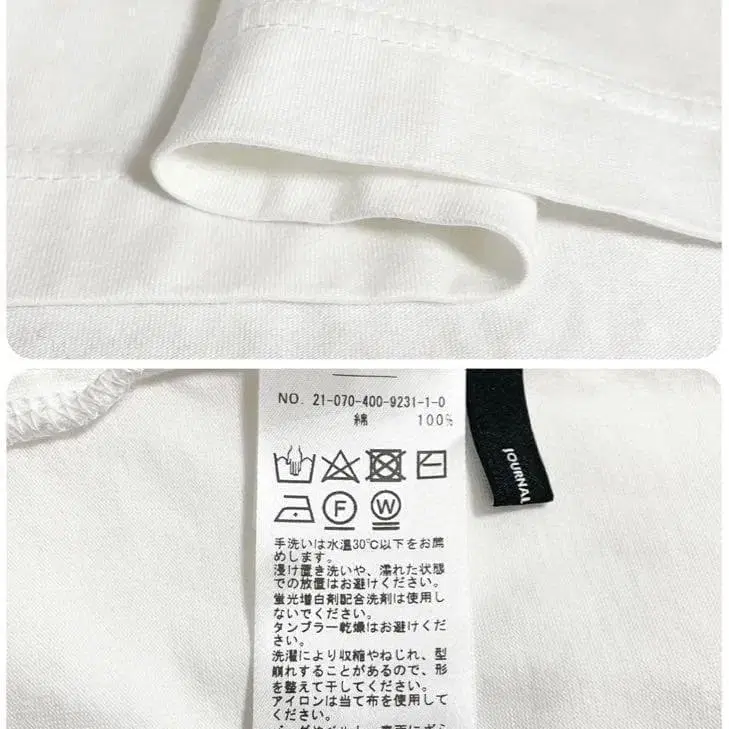 NO. 21-070-400-9231-1-0
綿 100%
F W
JOURNAL
手洗いは水温30℃以下をお薦
めします。
浸け置き洗いや、濡れた状態
での放置はお避けください。
蛍光増白剤配合洗剤は使用し
ないでください。
タンブラー乾燥はお避けくだ
さい。
洗濯により収縮やねじれ、型
崩れすることがあるので、形
を整えて干してください。
アイロンは当て布を使用して
ください。